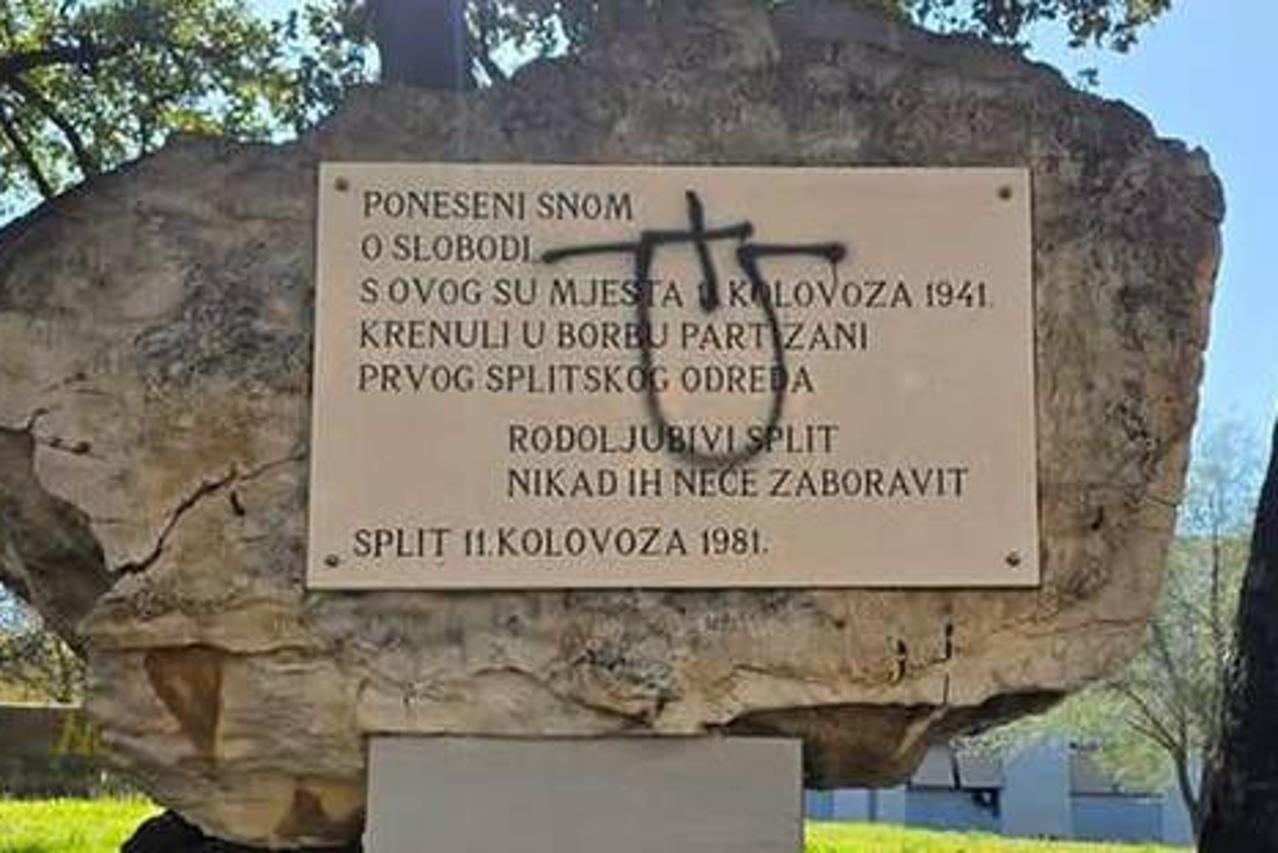 PONESENI SNOM
O SLOBODI
S OVOG SU MJESTA KOLOVOZA 1941.
KRENULI U BORBU PARTIZANI
PRVOG SPLITSKOG ODREDA
RODOLJUBIVI SPLIT
NIKAD IH NEĆE ZABORAVIT
SPLIT 11.KOLOVOZA 1981.